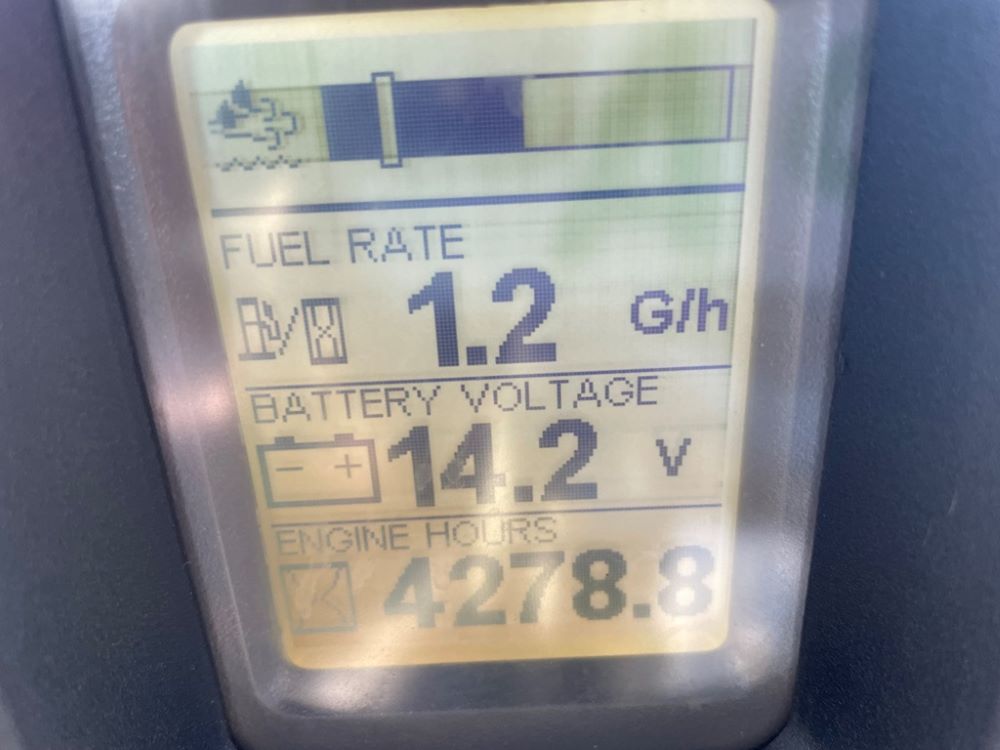 FUEL RATE
1.2 G/h
BATTERY VOLTAGE
- + 14.2 V
ENGINE HOURS
4278.8